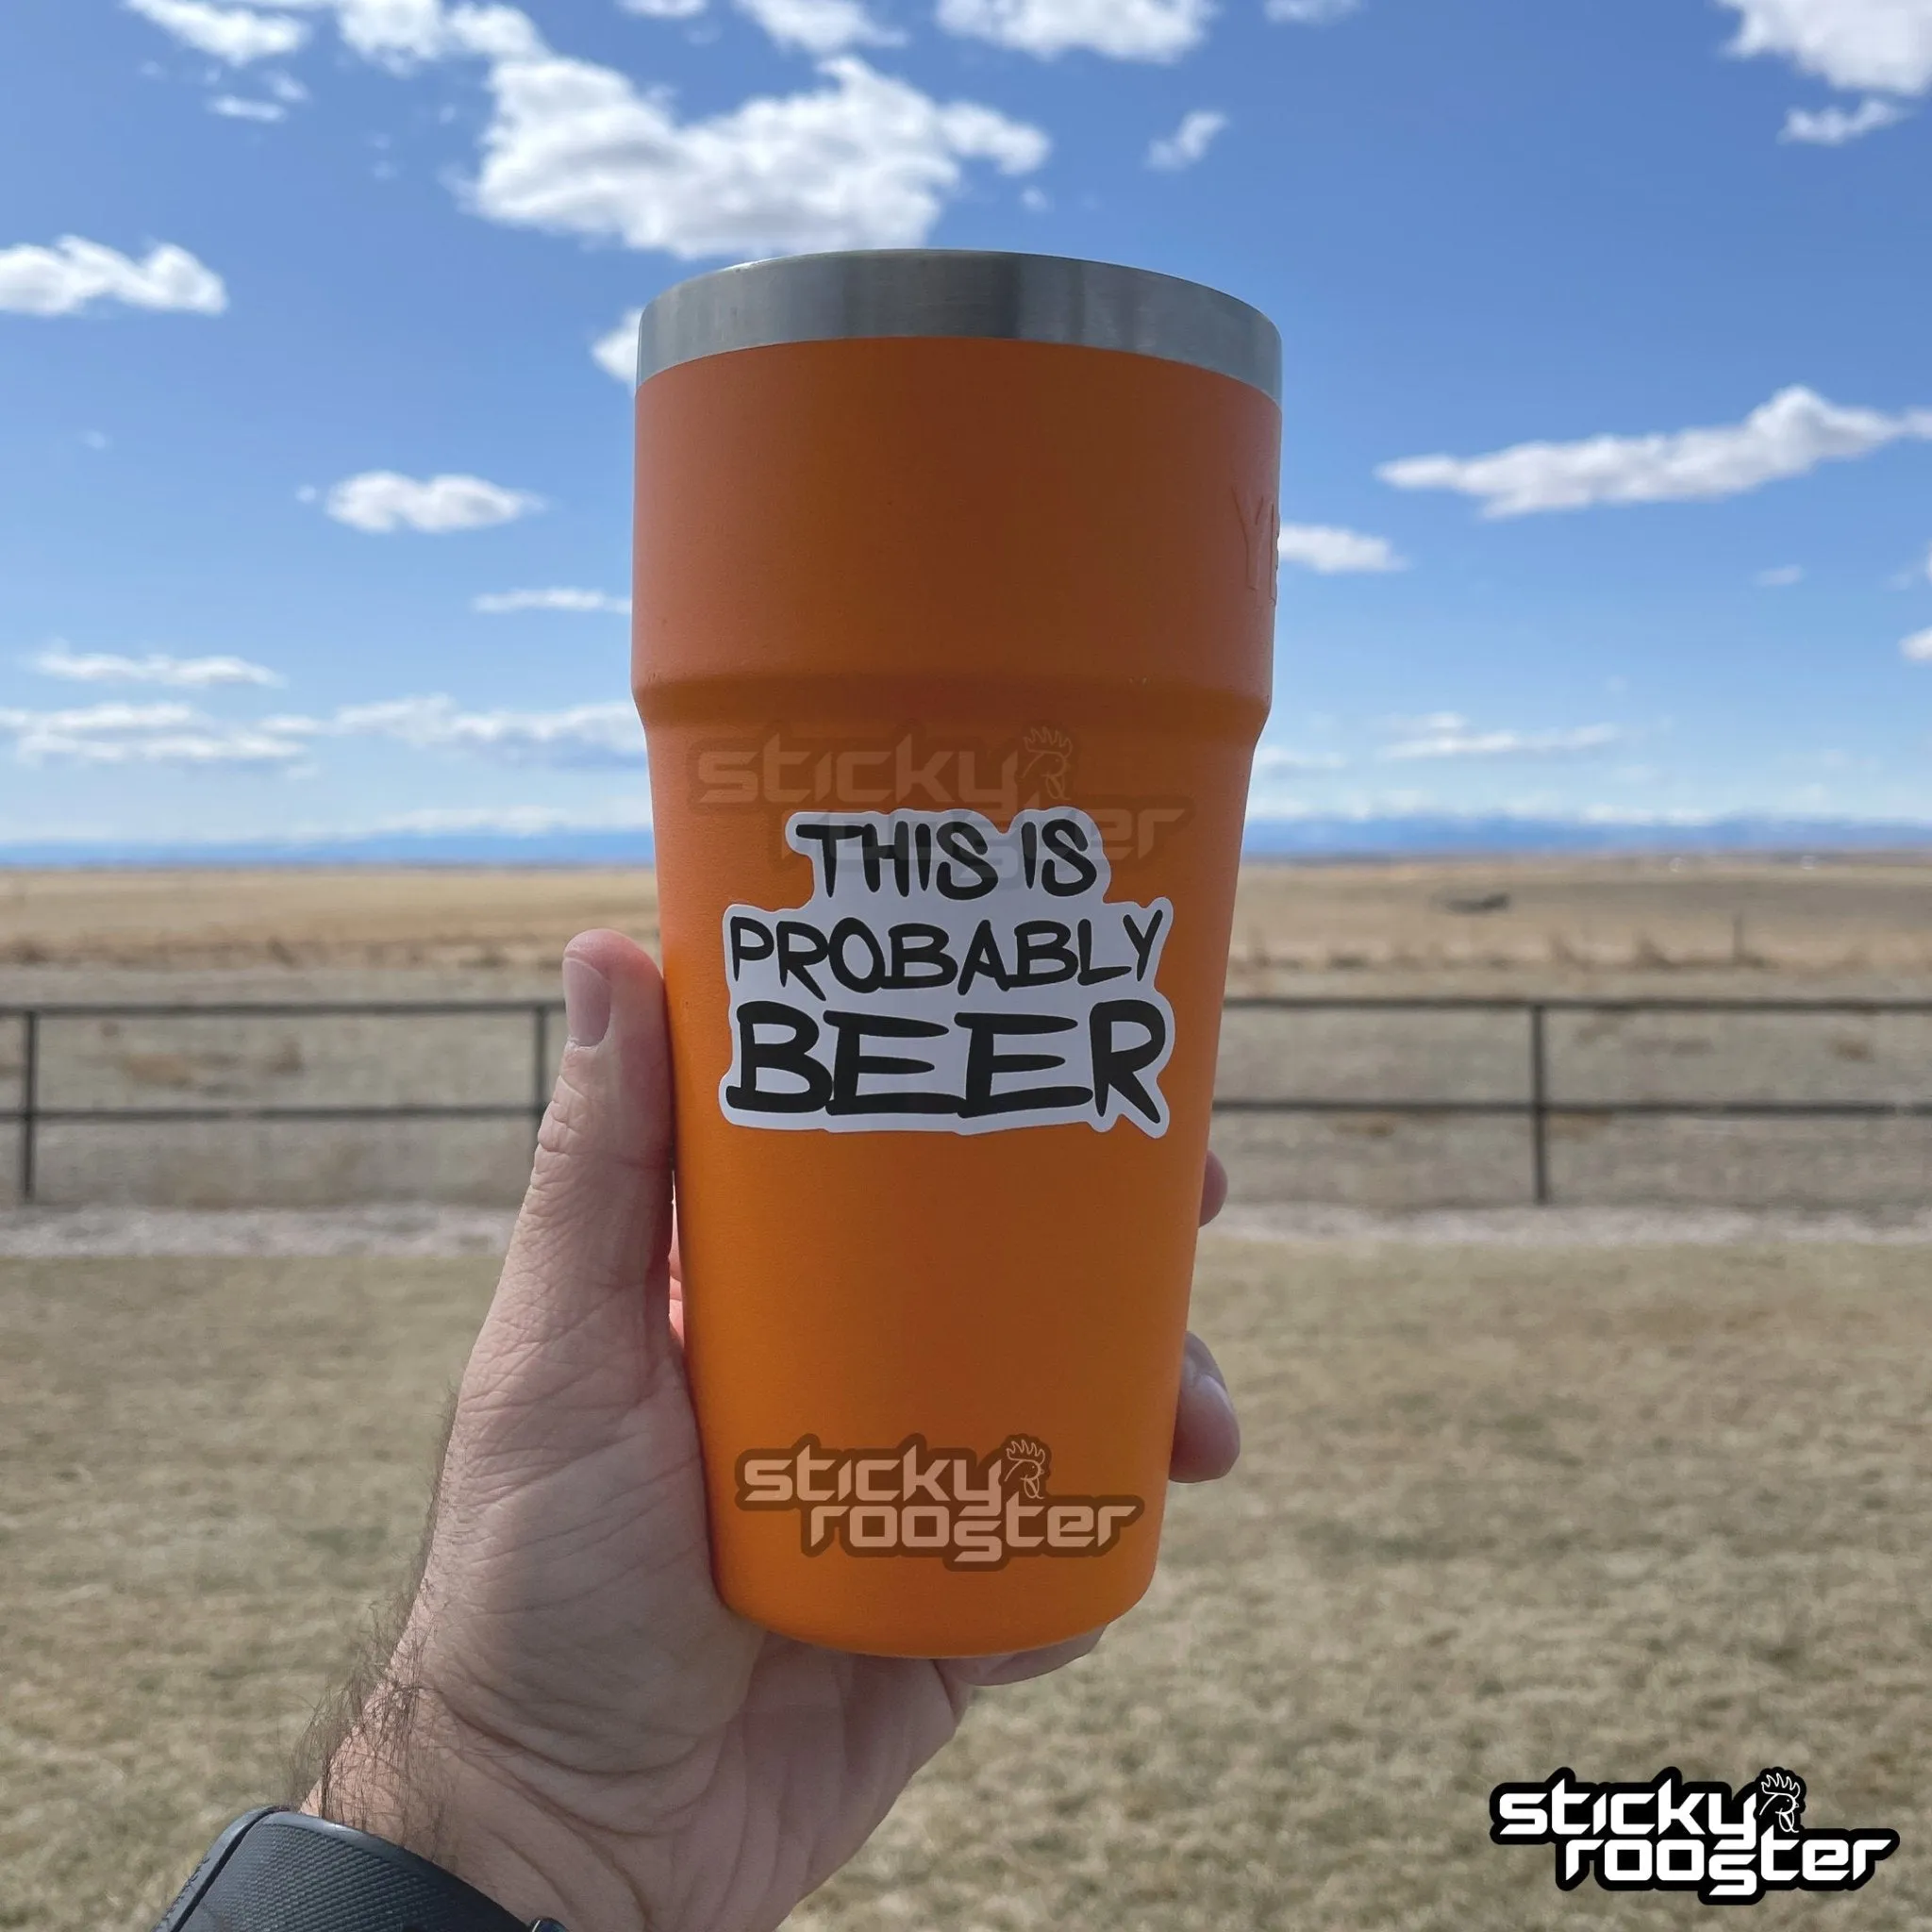 sticky
rooster
THIS IS
PROBABLY
BEER
sticky
rooster
sticky
rooster